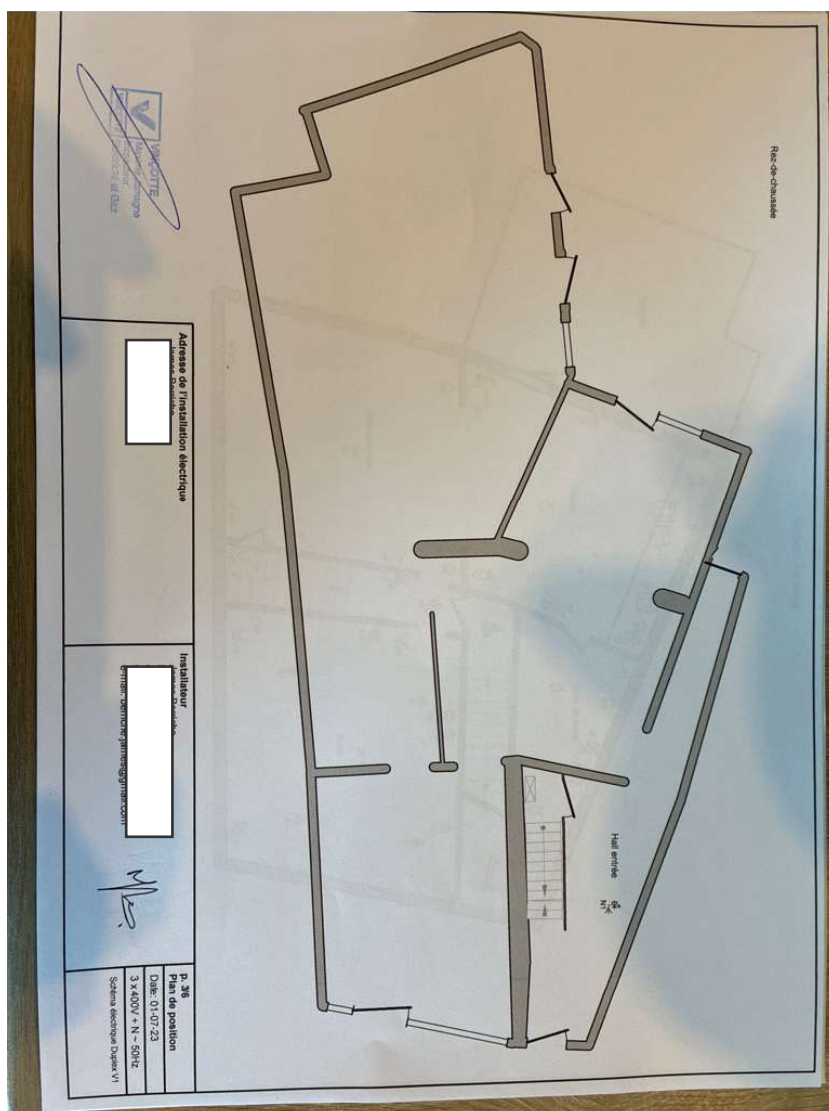 Rez-de-chaussée
Hall entrée
N1
VINÇOTTE
Adresse de l'installation électrique
Installateur
p. 3/6
Plan de position
Date: 01-07-23
3 x 400V + N ~ 50Hz
Schéma électrique Duplex V1